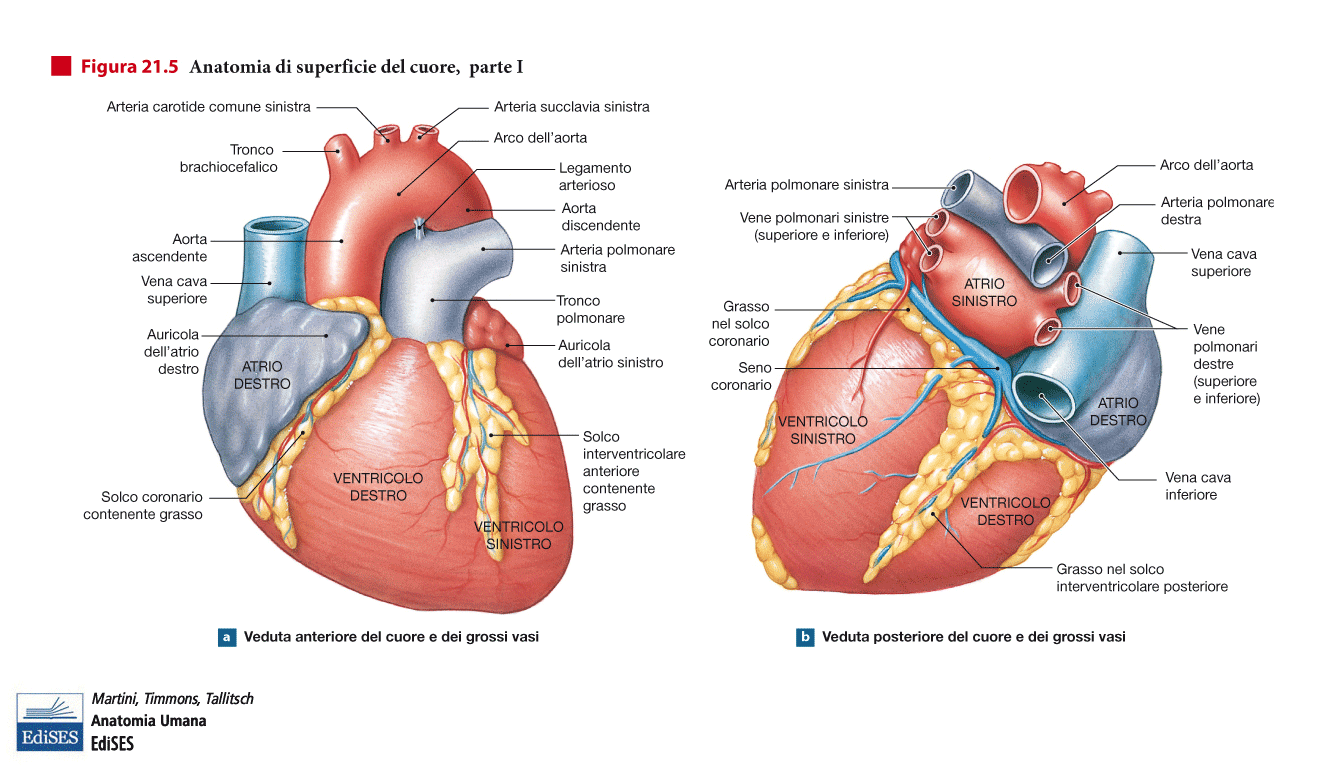 Figura 21.5 Anatomia di superficie del cuore, parte I
Arteria carotide comune sinistra
Arteria succlavia sinistra
Tronco
brachiocefalico
Arco dell'aorta
Legamento
arterioso
Aorta
discendente
Aorta
ascendente
Arteria polmonare
sinistra
Vena cava
superiore
Tronco
polmonare
Auricola
dell'atrio
destro
Auricola
dell'atrio sinistro
ATRIO
DESTRO
Solco
interventricolare
anteriore
contenente
grasso
VENTRICOLO
DESTRO
Solco coronario
contenente grasso
VENTRICOLO
SINISTRO
a Veduta anteriore del cuore e dei grossi vasi
Arco dell'aorta
Arteria polmonare sinistra
Arteria polmonare
destra
Vene polmonari sinistre
(superiore e inferiore)
Vena cava
superiore
ATRIO
SINISTRO
Grasso
nel solco
coronario
Vene
polmonari
destre
(superiore
e inferiore)
Seno
coronario
ATRIO
DESTRO
VENTRICOLO
SINISTRO
Vena cava
inferiore
VENTRICOLO
DESTRO
Grasso nel solco
interventricolare posteriore
b Veduta posteriore del cuore e dei grossi vasi
Martini, Timmons, Tallitsch
Anatomia Umana
EdiSES
EdiSES